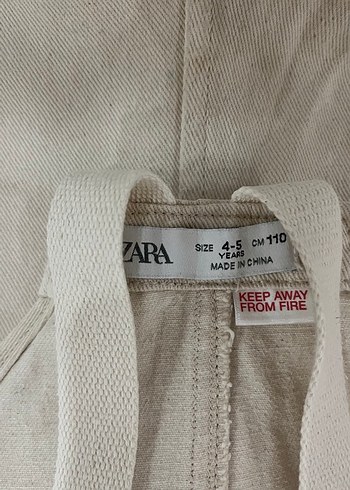 ZARA
SIZE 4-5 CM 110
YEARS
MADE IN CHINA
KEEP AWAY
FROM FIRE